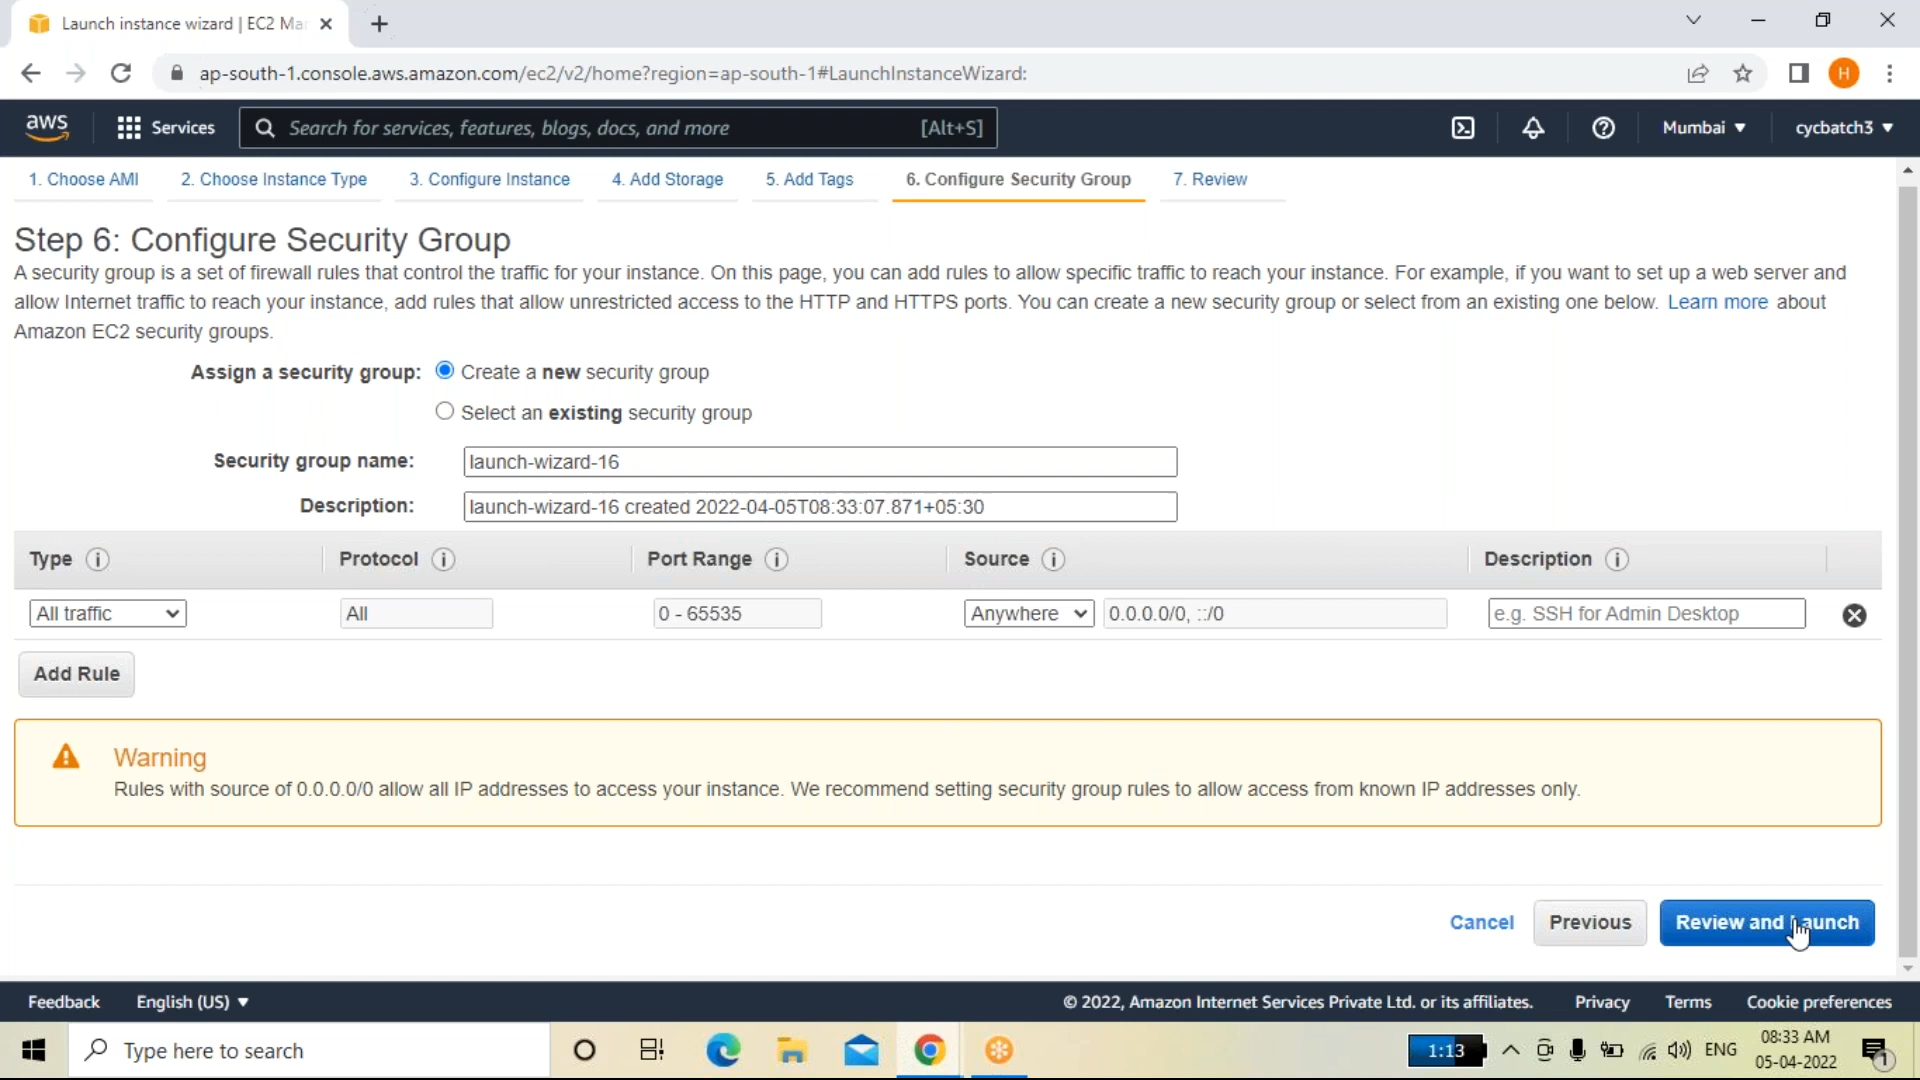 Launch instance wizard | EC2 Ma
ap-south-1.console.aws.amazon.com/ec2/v2/home?region=ap-south-1#LaunchInstanceWizard:
H
aws
Services
Search for services, features, blogs, docs, and more
[Alt+S]
Mumbai
cycbatch3
1. Choose AMI
2. Choose Instance Type
3. Configure Instance
4. Add Storage
5. Add Tags
6. Configure Security Group
7. Review
Step 6: Configure Security Group
A security group is a set of firewall rules that control the traffic for your instance. On this page, you can add rules to allow specific traffic to reach your instance. For example, if you want to set up a web server and
allow Internet traffic to reach your instance, add rules that allow unrestricted access to the HTTP and HTTPS ports. You can create a new security group or select from an existing one below. Learn more about
Amazon EC2 security groups.
Assign a security group:
Create a new security group
Select an existing security group
Security group name:
launch-wizard-16
Description:
launch-wizard-16 created 2022-04-05T08:33:07.871+05:30
Type
Protocol
Port Range
Source
Description
All traffic
All
0 - 65535
Anywhere
0.0.0.0/0, ::/0
e.g. SSH for Admin Desktop
Add Rule
Warning
Rules with source of 0.0.0.0/0 allow all IP addresses to access your instance. We recommend setting security group rules to allow access from known IP addresses only.
Cancel
Previous
Review and Launch
Feedback
English (US)
© 2022, Amazon Internet Services Private Ltd. or its affiliates.
Privacy
Terms
Cookie preferences
Type here to search
1:13
ENG
08:33 AM
05-04-2022
1